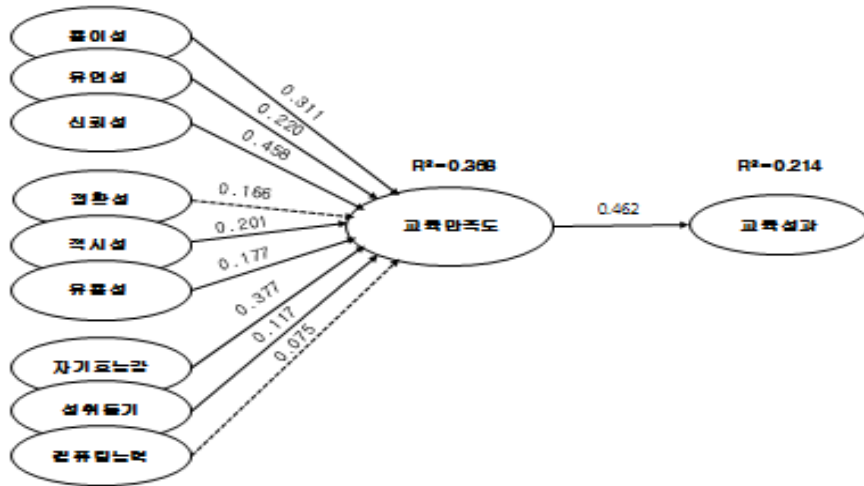 용이성
유연성
신뢰성
정확성
적시성
유용성
자기효능감
성취동기
컴퓨팅능력
0.311
0.220
0.458
0.166
0.201
0.177
0.377
0.117
0.075
R²=0.368
교육만족도
0.462
R²=0.214
교육성과